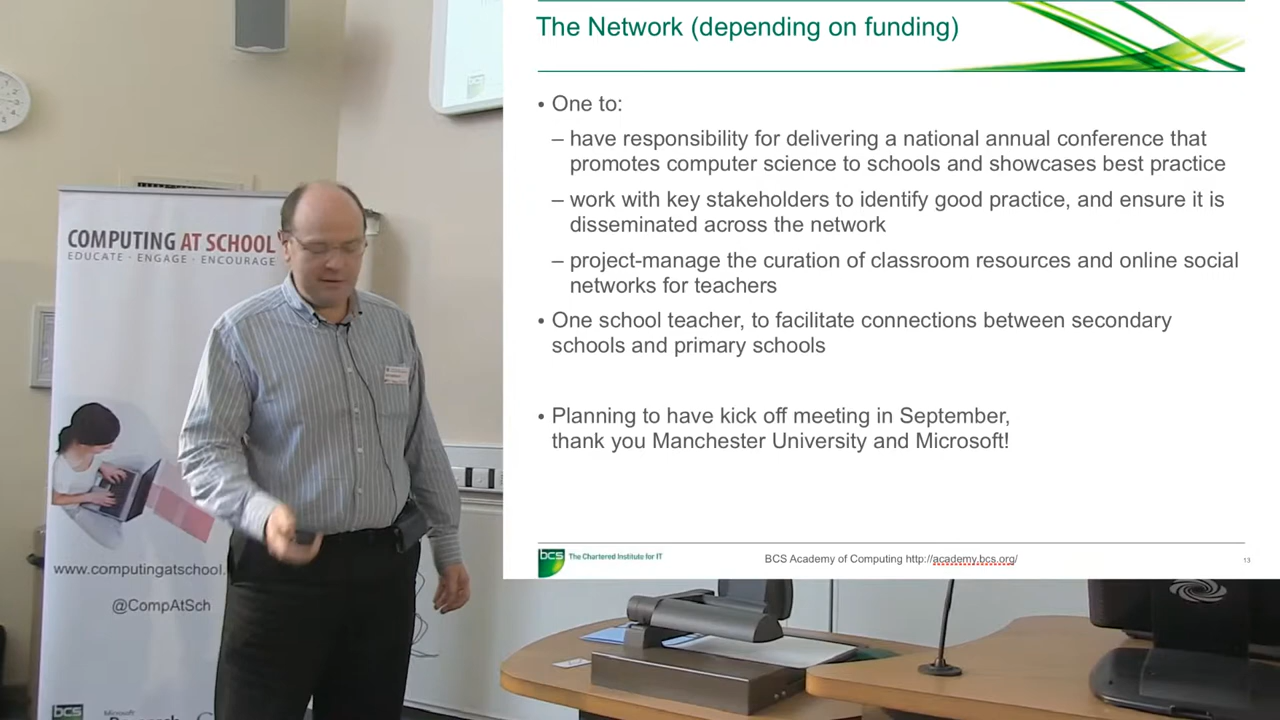 The Network (depending on funding)
• One to:
– have responsibility for delivering a national annual conference that
promotes computer science to schools and showcases best practice
– work with key stakeholders to identify good practice, and ensure it is
disseminated across the network
– project-manage the curation of classroom resources and online social
networks for teachers
• One school teacher, to facilitate connections between secondary
schools and primary schools
• Planning to have kick off meeting in September,
thank you Manchester University and Microsoft!
bcs The Chartered Institute for IT
BCS Academy of Computing http://academy.bcs.org/
13
COMPUTING AT SCHOOL
EDUCATE · ENGAGE · ENCOURAGE
www.computingatschool.
@CompAtSch
bcs
Microsoft